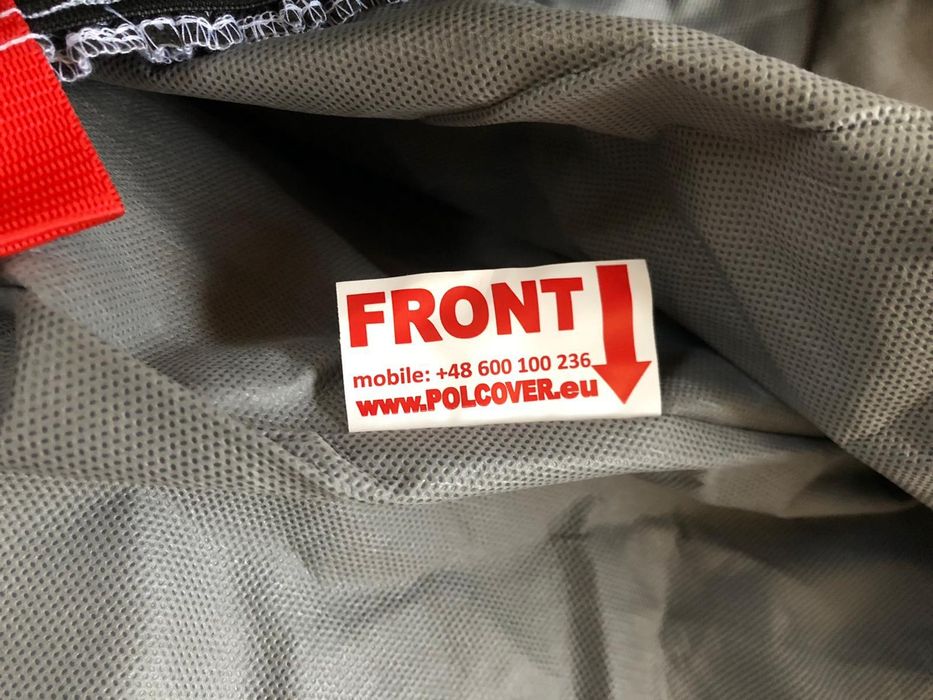 FRONT
mobile: +48 600 100 236
www.POLCOVER.eu